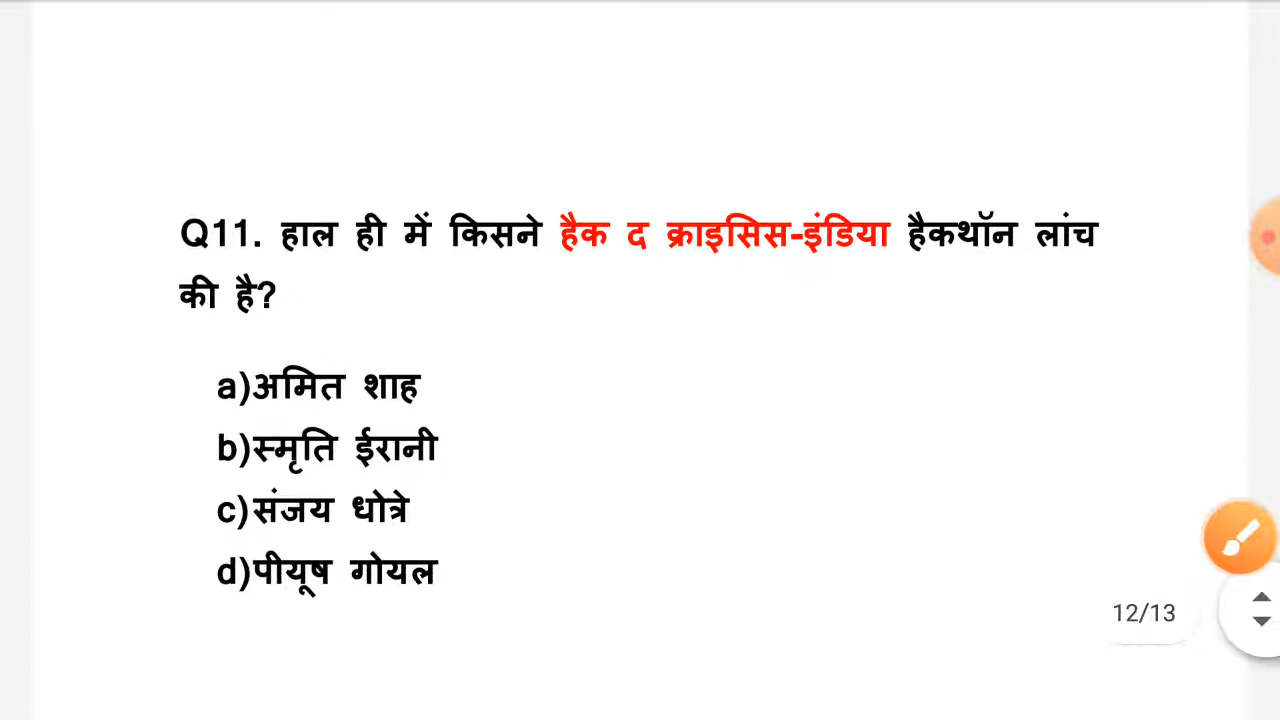 Q11. हाल ही में किसने हैक द क्राइसिस-इंडिया हैकथॉन लांच
की है?
a)अमित शाह
b)स्मृति ईरानी
c)संजय धोत्रे
d)पीयूष गोयल
12/13